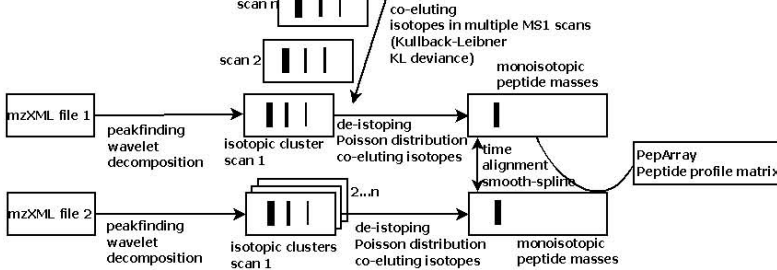 scan n
co-eluting
isotopes in multiple MS1 scans
(Kullback-Leibner
KL deviance)
scan 2
monoisotopic
peptide masses
mzXML file 1
peakfinding
wavelet
decomposition
isotopic cluster
scan 1
de-istoping
Poisson distribution
co-eluting isotopes
time
alignment
smooth-spline
PepArray
Peptide profile matrix
mzXML file 2
peakfinding
wavelet
decomposition
2...n
isotopic clusters
scan 1
de-istoping
Poisson distribution
co-eluting isotopes
monoisotopic
peptide masses